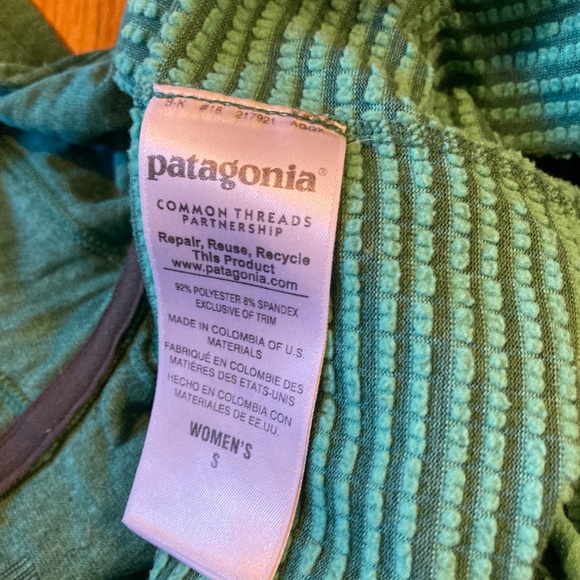 B-K #18 217921
patagonia®
COMMON THREADS
PARTNERSHIP
Repair, Reuse, Recycle
This Product
www.patagonia.com
92% POLYESTER 8% SPANDEX
EXCLUSIVE OF TRIM
MADE IN COLOMBIA OF U.S.
MATERIALS
FABRIQUÉ EN COLOMBIE DES
MATIÈRES DES ETATS-UNIS
HECHO EN COLOMBIA CON
MATERIALES DE EE.UU.
WOMEN'S
S